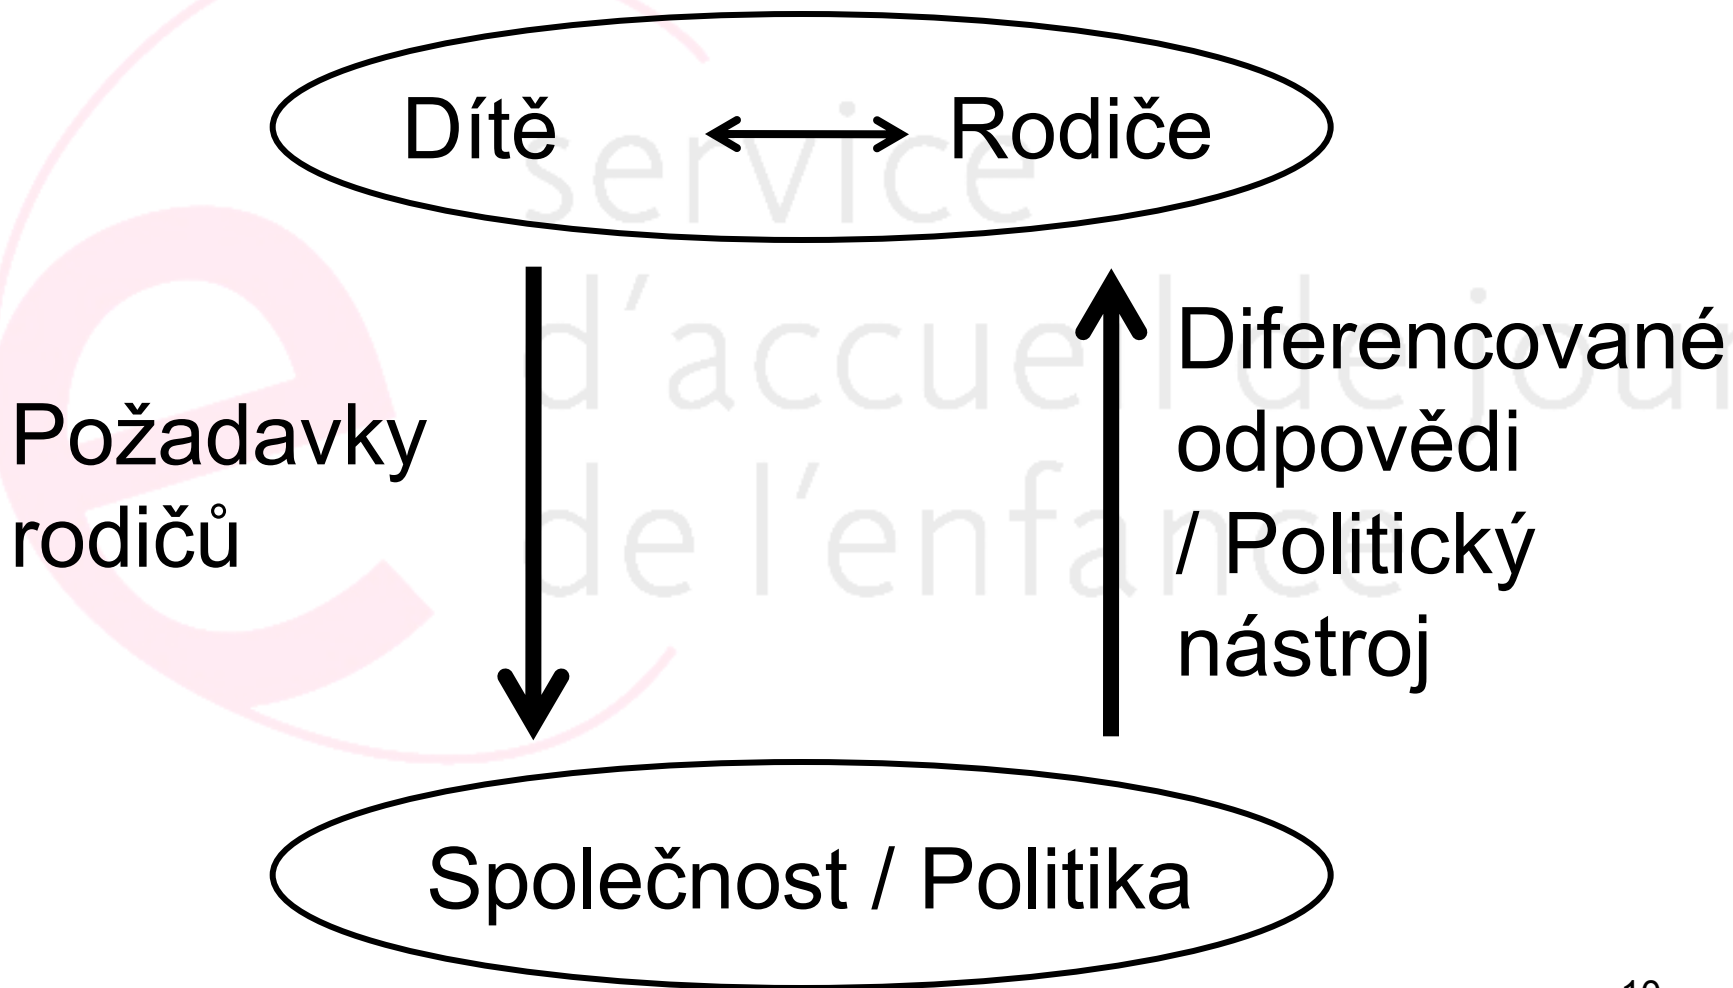 Dítě Rodiče
service
d'accueil de jour
de l'enfance
Požadavky
rodičů
Diferencované
odpovědi
/ Politický
nástroj
Společnost / Politika